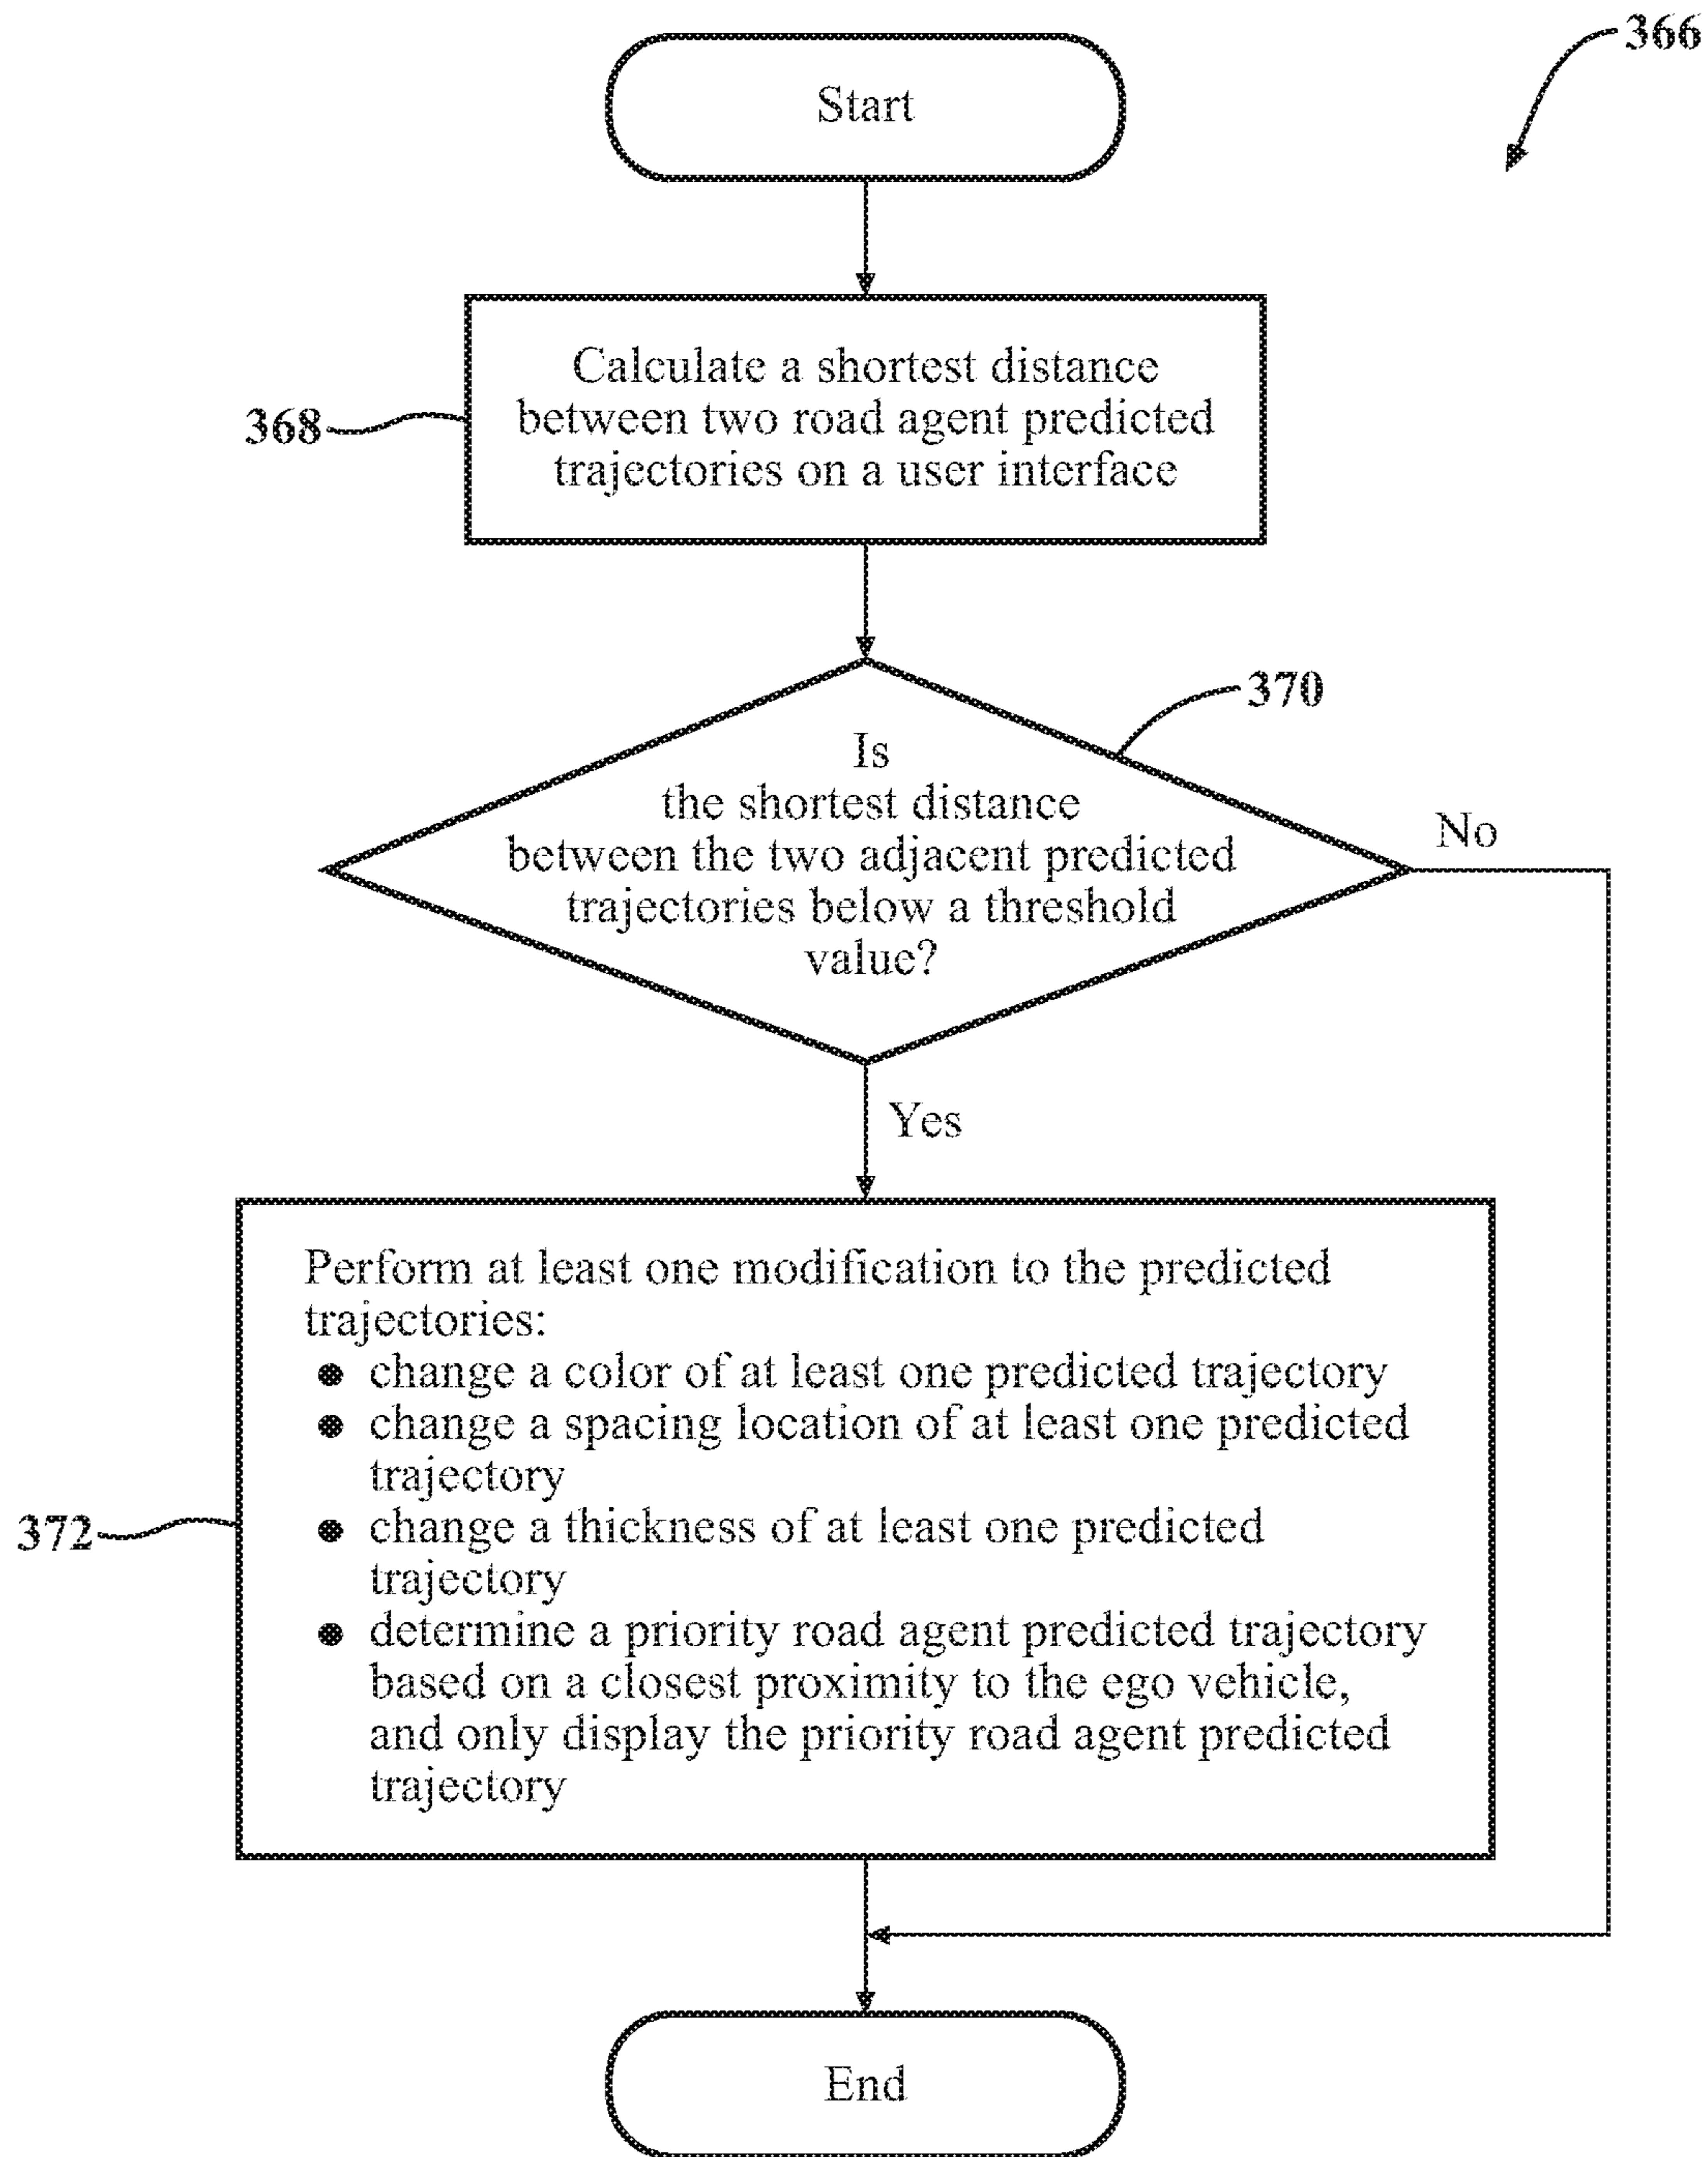 366
Start
Calculate a shortest distance
between two road agent predicted
trajectories on a user interface
368
370
Is
the shortest distance
between the two adjacent predicted
trajectories below a threshold
value?
No
Yes
Perform at least one modification to the predicted
trajectories:
● change a color of at least one predicted trajectory
● change a spacing location of at least one predicted
trajectory
● change a thickness of at least one predicted
trajectory
● determine a priority road agent predicted trajectory
based on a closest proximity to the ego vehicle,
and only display the priority road agent predicted
trajectory
372
End